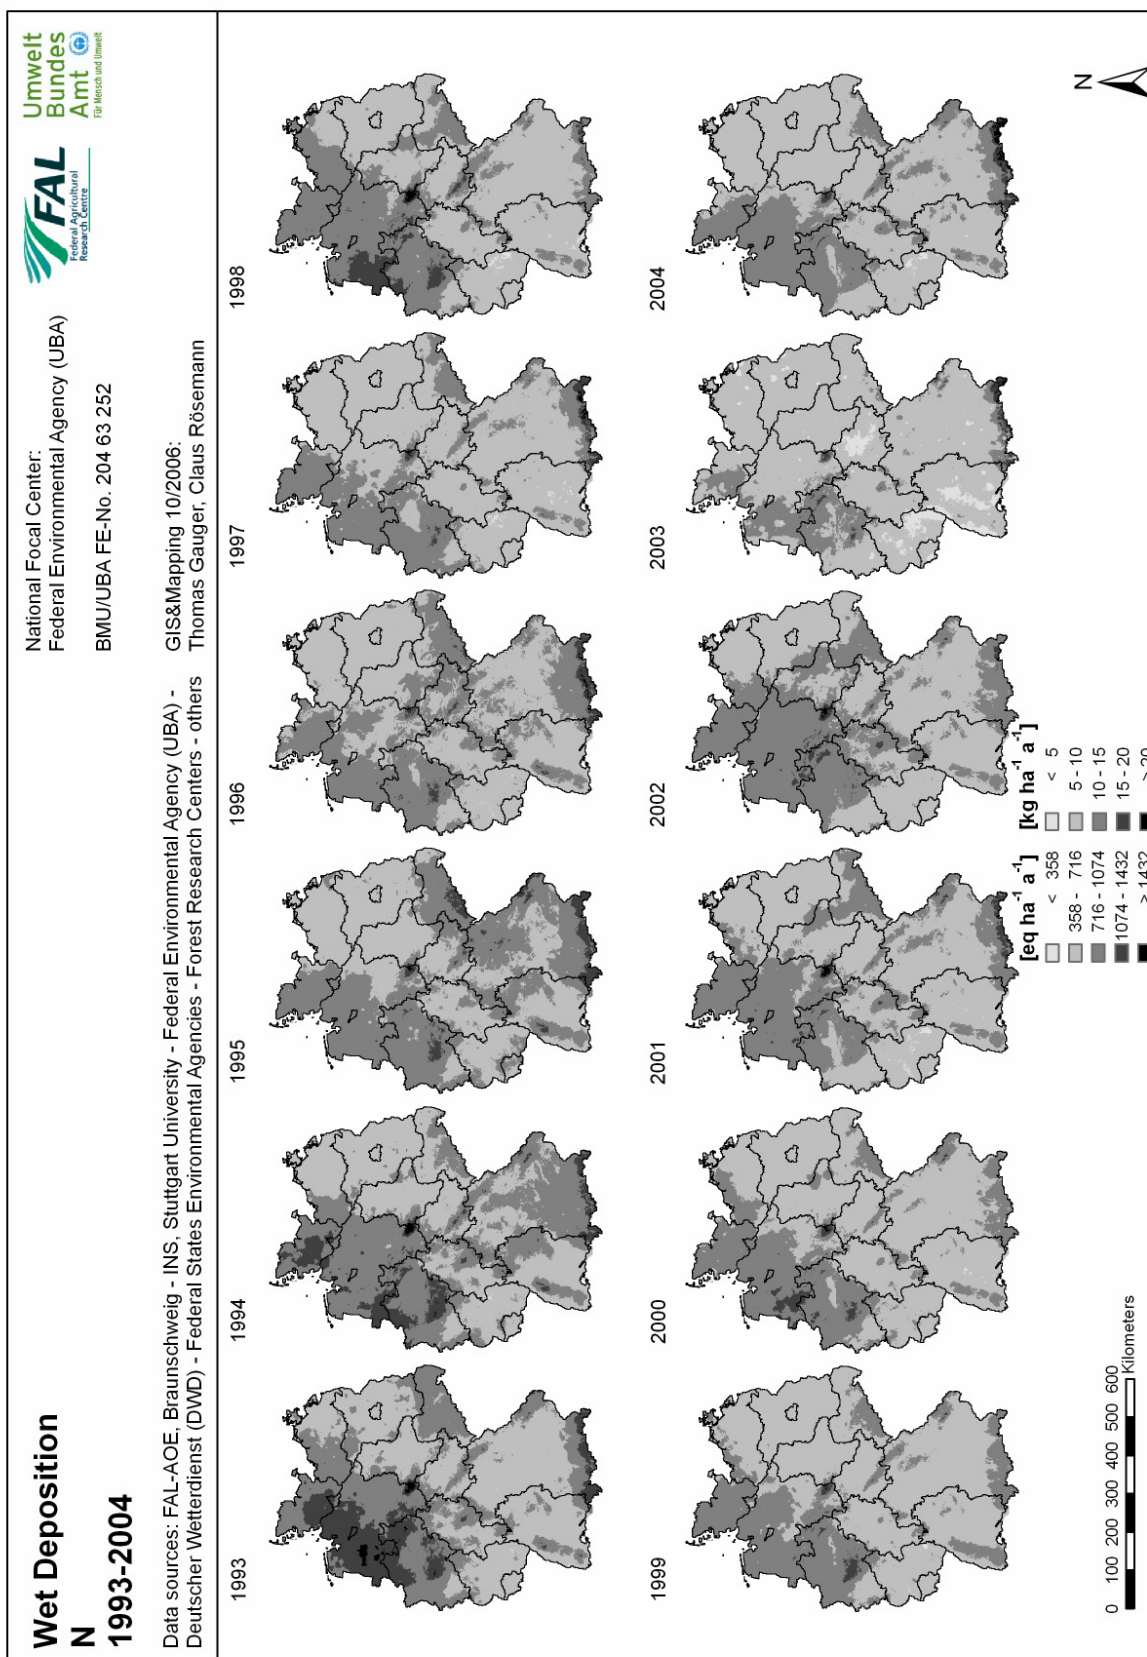 Wet Deposition
N
1993-2004
National Focal Center:
Federal Environmental Agency (UBA)
BMU/UBA FE-No. 204 63 252
FAL
Federal Agricultural
Research Centre
Umwelt
Bundes
Amt
Für Mensch und Umwelt
Data sources: FAL-AOE, Braunschweig - INS, Stuttgart University - Federal Environmental Agency (UBA) -
Deutscher Wetterdienst (DWD) - Federal States Environmental Agencies - Forest Research Centers - others
GIS&Mapping 10/2006:
Thomas Gauger, Claus Rösemann
1993
1994
1995
1996
1997
1998
1999
2000
2001
2002
2003
2004
0 100 200 300 400 500 600
Kilometers
[eq ha⁻¹ a⁻¹]
< 358
358 - 716
716 - 1074
1074 - 1432
> 1432
[kg ha⁻¹ a⁻¹]
< 5
5 - 10
10 - 15
15 - 20
> 20
N